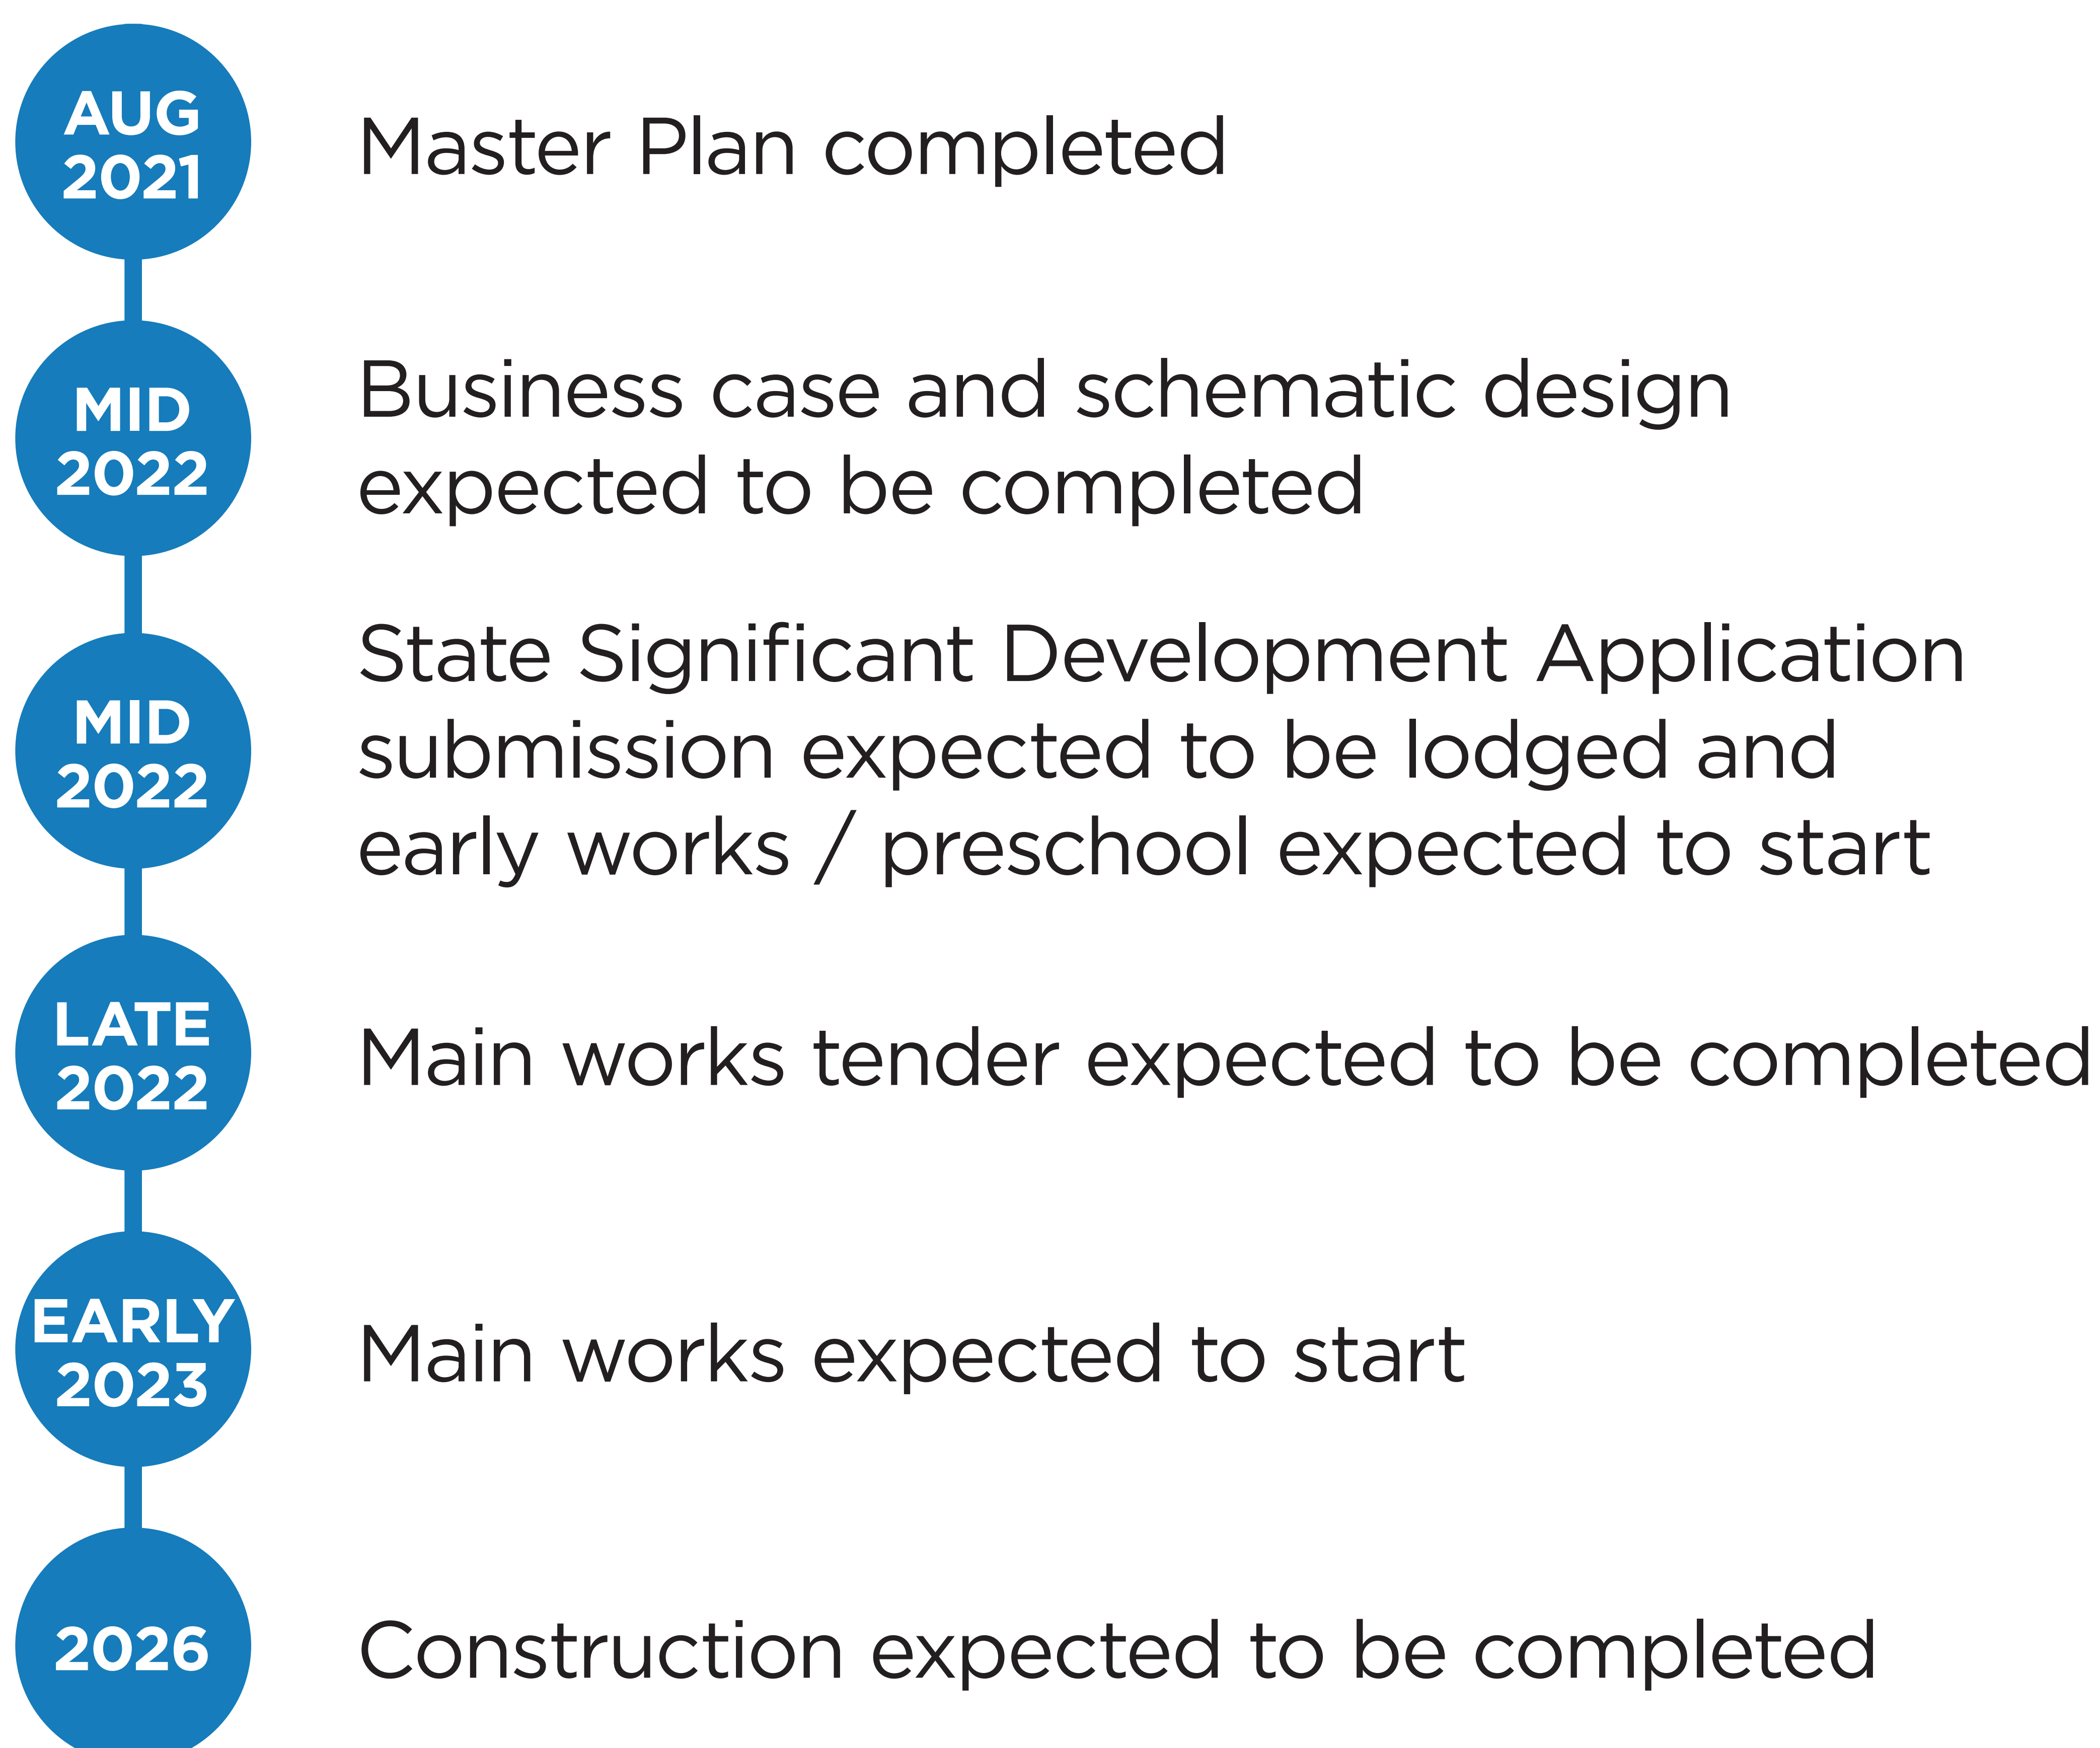 AUG
2021
Master Plan completed
MID
2022
Business case and schematic design
expected to be completed
MID
2022
State Significant Development Application
submission expected to be lodged and
early works / preschool expected to start
LATE
2022
Main works tender expected to be completed
EARLY
2023
Main works expected to start
2026
Construction expected to be completed